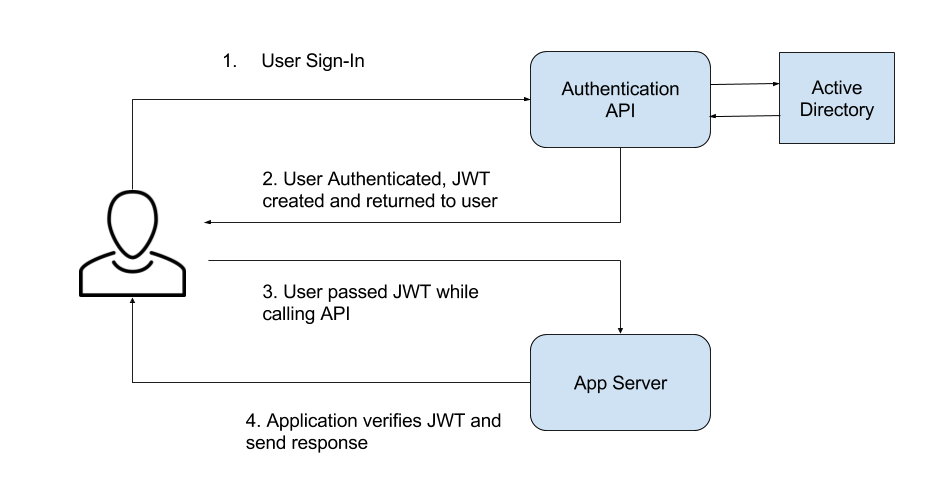 1. User Sign-In
Authentication
API
Active
Directory
2. User Authenticated, JWT
created and returned to user
3. User passed JWT while
calling API
App Server
4. Application verifies JWT and
send response